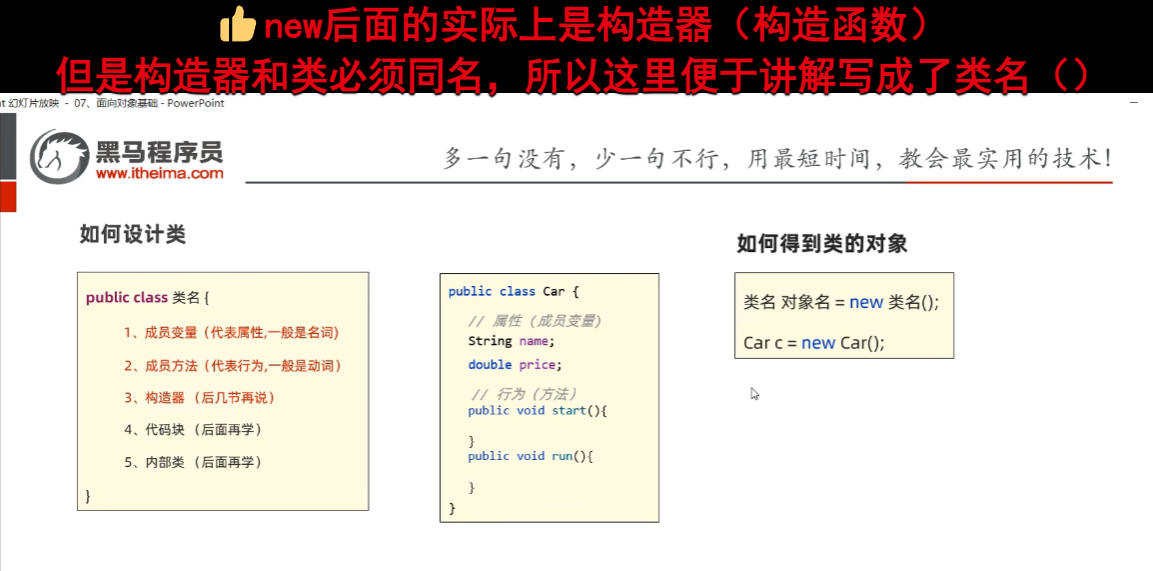 👍new后面的实际上是构造器（构造函数）
但是构造器和类必须同名，所以这里便于讲解写成了类名（）
nt 幻灯片放映 - 07、面向对象基础 - PowerPoint
黑马程序员
www.itheima.com
多一句没有，少一句不行，用最短时间，教会最实用的技术！
如何设计类
public class 类名 {
1、成员变量（代表属性,一般是名词)
2、成员方法（代表行为,一般是动词）
3、构造器 （后几节再说）
4、代码块 （后面再学）
5、内部类 （后面再学）
}
public class Car {
// 属性（成员变量）
String name;
double price;
// 行为（方法）
public void start(){
}
public void run(){
}
}
如何得到类的对象
类名 对象名 = new 类名();
Car c = new Car();